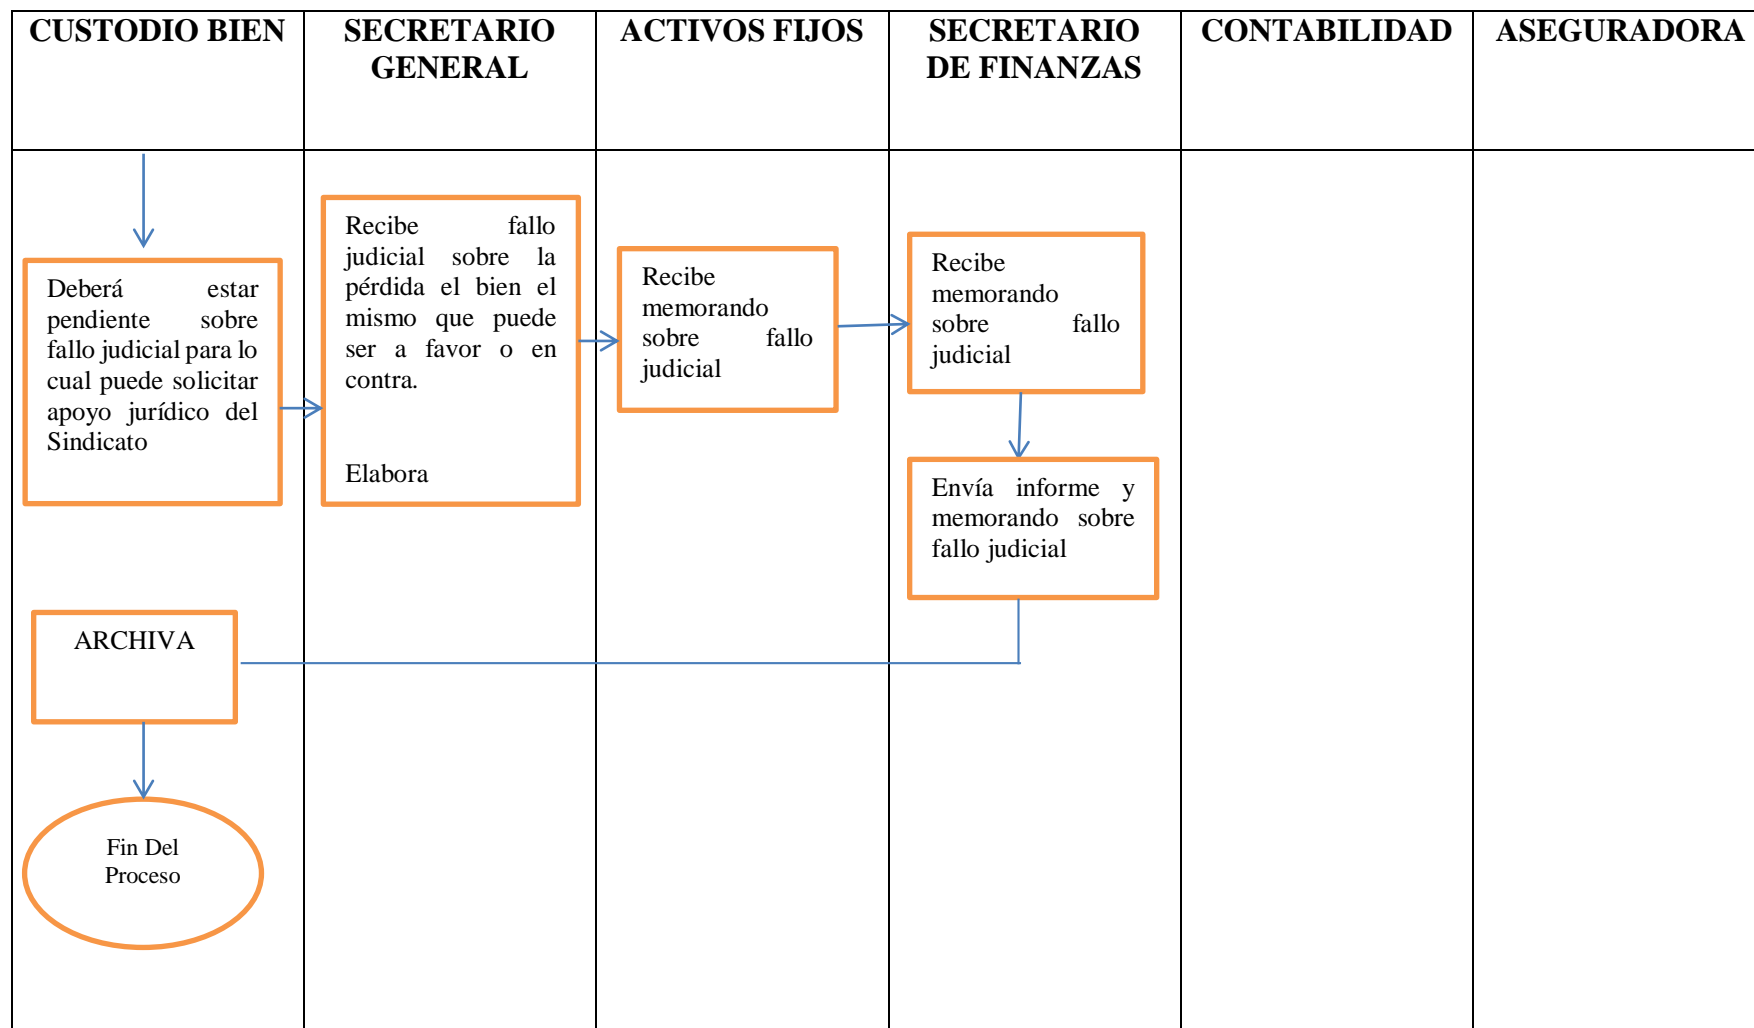 CUSTODIO BIEN
SECRETARIO
GENERAL
ACTIVOS FIJOS
SECRETARIO
DE FINANZAS
CONTABILIDAD
ASEGURADORA
Deberá estar
pendiente sobre
fallo judicial para lo
cual puede solicitar
apoyo jurídico del
Sindicato
Recibe fallo
judicial sobre la
pérdida el bien el
mismo que puede
ser a favor o en
contra.
Elabora
Recibe
memorando
sobre fallo
judicial
Recibe
memorando
sobre fallo
judicial
Envía informe y
memorando sobre
fallo judicial
ARCHIVA
Fin Del
Proceso